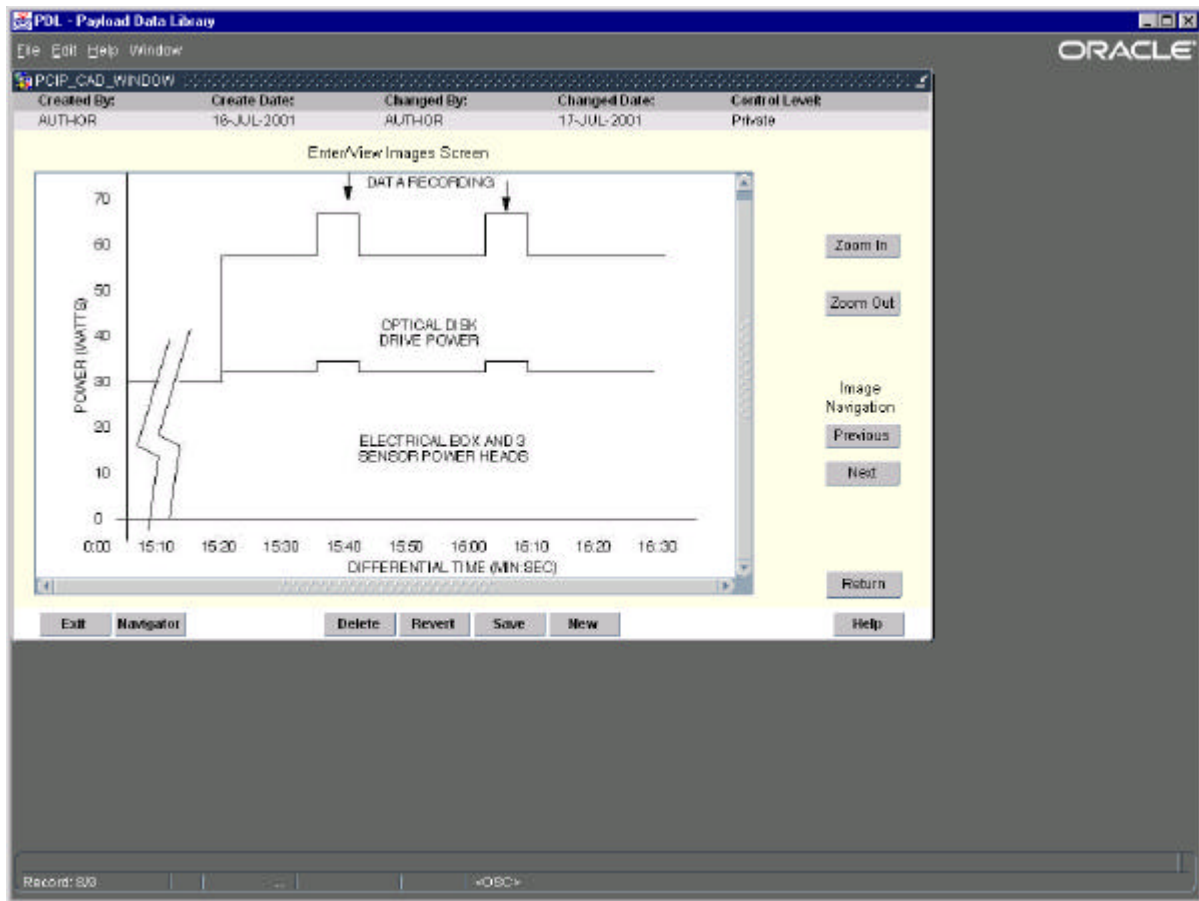 PDL - Payload Data Library
File Edit Help Window
ORACLE
PCIP_CAD_WINDOW
Created By: Create Date: Changed By: Changed Date: Control Level:
AUTHOR 16-JUL-2001 AUTHOR 17-JUL-2001 Private
Enter/View Images Screen
DATA RECORDING
70
60
50
40
30
20
10
0
POWER (WATTS)
OPTICAL DISK
DRIVE POWER
ELECTRICAL BOX AND 3
SENSOR POWER HEADS
0:00 15:10 15:20 15:30 15:40 15:50 16:00 16:10 16:20 16:30
DIFFERENTIAL TIME (MIN:SEC)
Zoom In
Zoom Out
Image
Navigation
Previous
Next
Return
Exit Navigator Delete Revert Save New Help
Record: 8/8 ... <OSC>